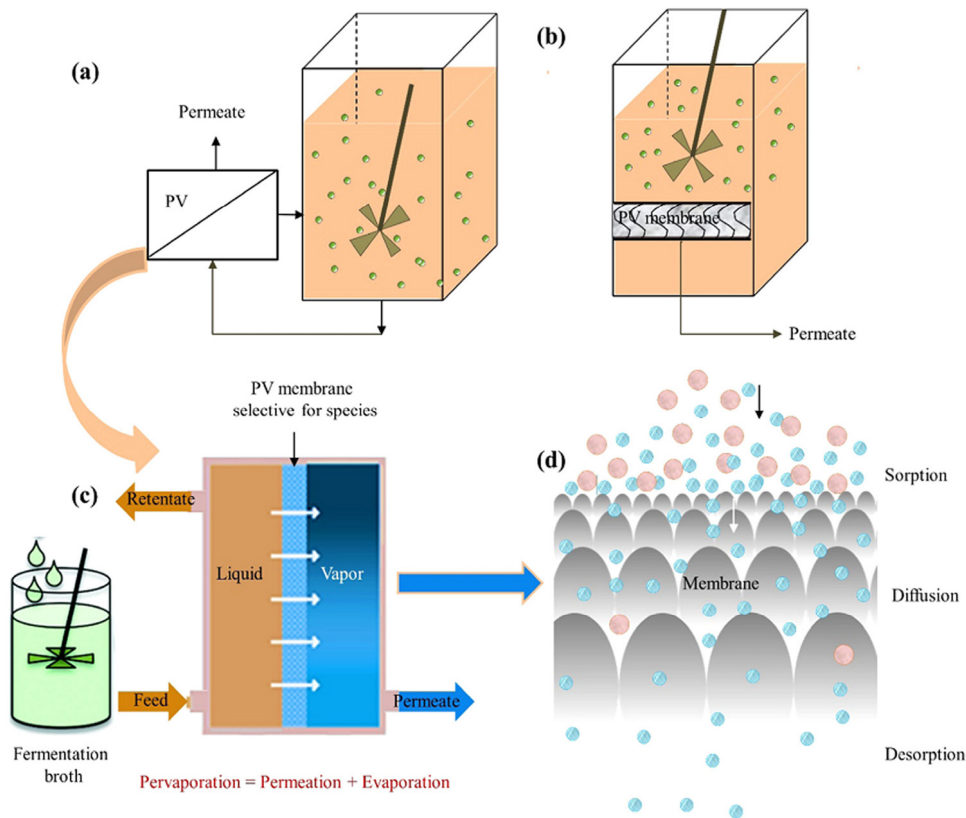 (a)
Permeate
PV
(b)
PV membrane
Permeate
PV membrane
selective for species
(c)
Retentate
Liquid
Vapor
Feed
Permeate
Fermentation
broth
Pervaporation = Permeation + Evaporation
(d)
Sorption
Membrane
Diffusion
Desorption